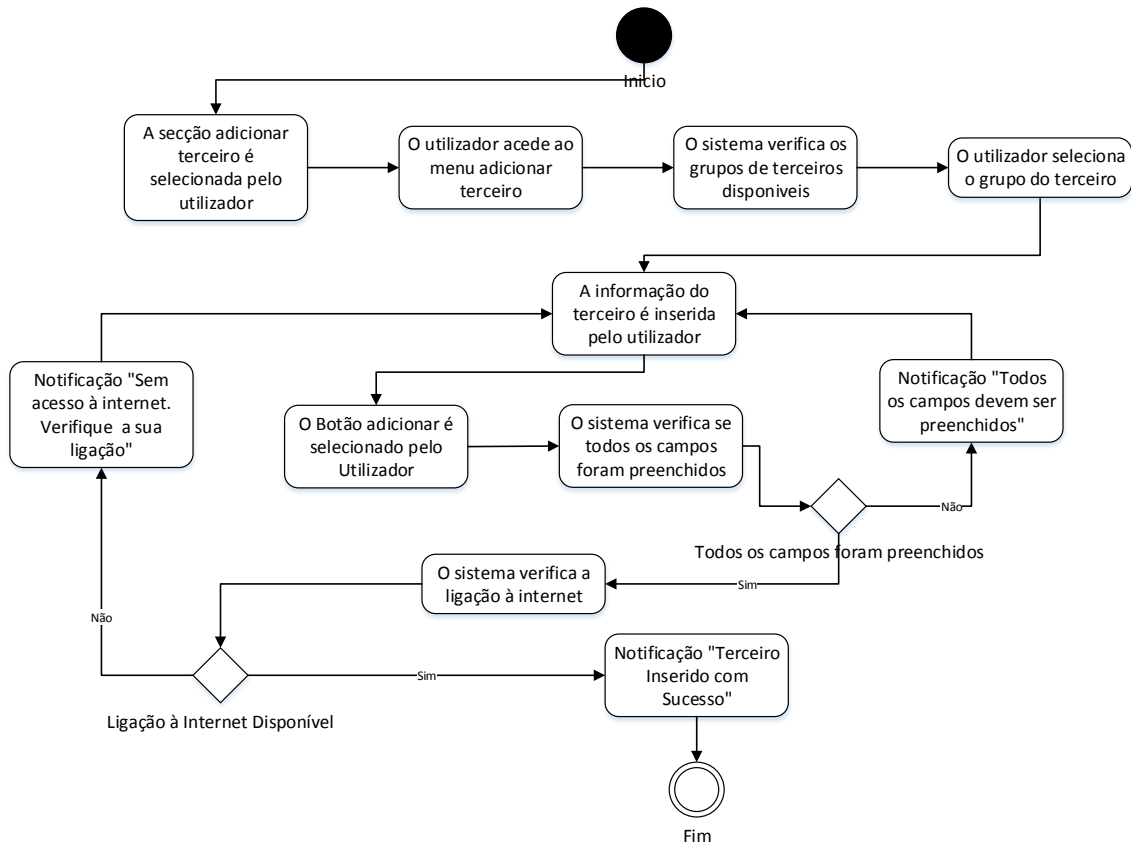 Inicio
A secção adicionar
terceiro é
selecionada pelo
utilizador
O utilizador acede ao
menu adicionar
terceiro
O sistema verifica os
grupos de terceiros
disponiveis
O utilizador seleciona
o grupo do terceiro
A informação do
terceiro é inserida
pelo utilizador
Notificação "Sem
acesso à internet.
Verifique a sua
ligação"
Notificação "Todos
os campos devem ser
preenchidos"
O Botão adicionar é
selecionado pelo
Utilizador
O sistema verifica se
todos os campos
foram preenchidos
Não
Todos os campos foram preenchidos
Sim
O sistema verifica a
ligação à internet
Não
Ligação à Internet Disponível
Sim
Notificação "Terceiro
Inserido com
Sucesso"
Fim